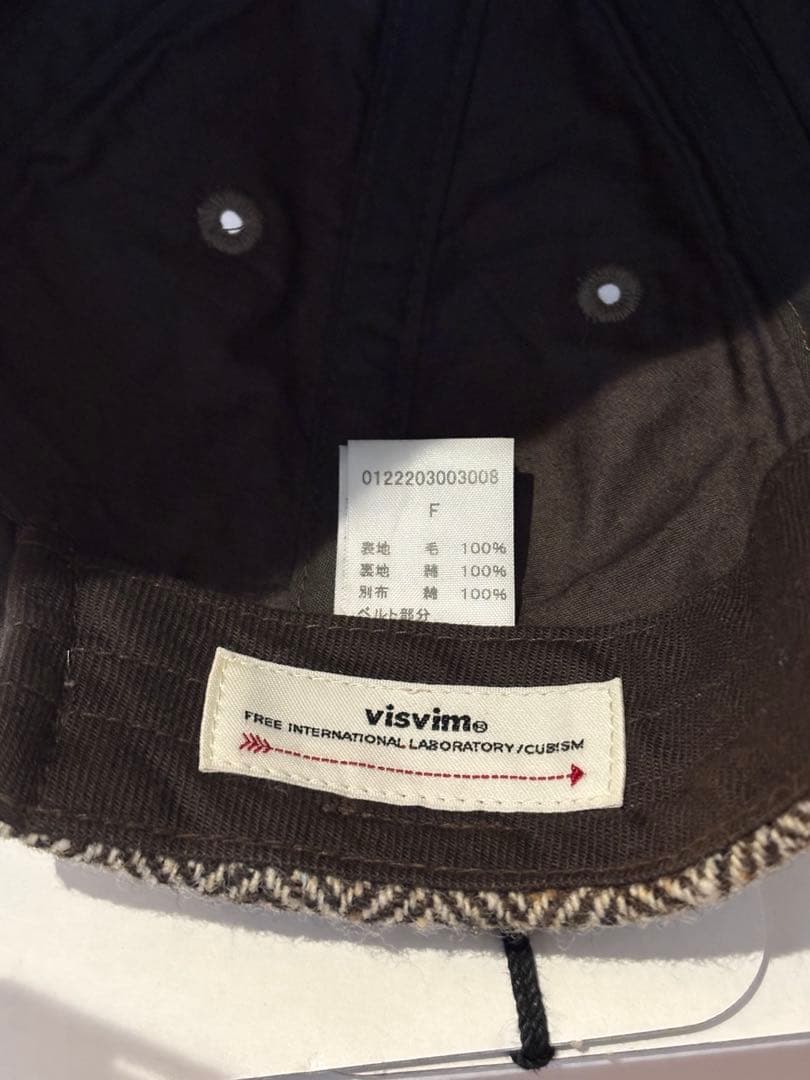 0122203003008
F
表地 毛 100%
裏地 綿 100%
別布 綿 100%
ベルト部分
visvim®
FREE INTERNATIONAL LABORATORY/CUBISM